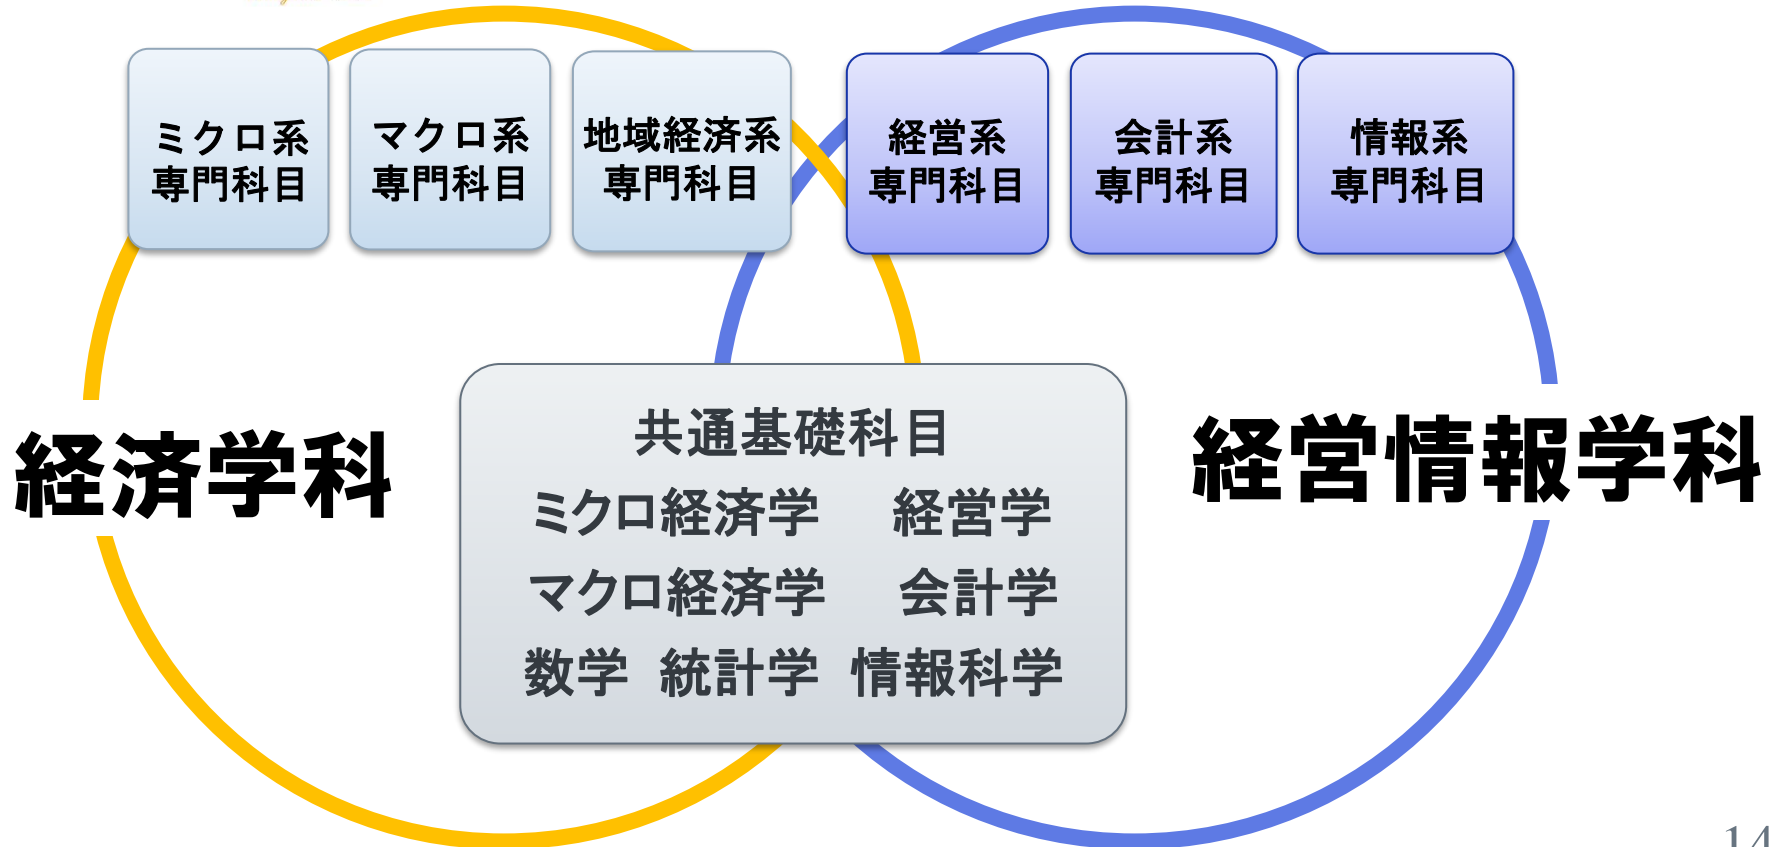 ミクロ系
専門科目
マクロ系
専門科目
地域経済系
専門科目
経営系
専門科目
会計系
専門科目
情報系
専門科目
経済学科
共通基礎科目
ミクロ経済学 経営学
マクロ経済学 会計学
数学 統計学 情報科学
経営情報学科
14